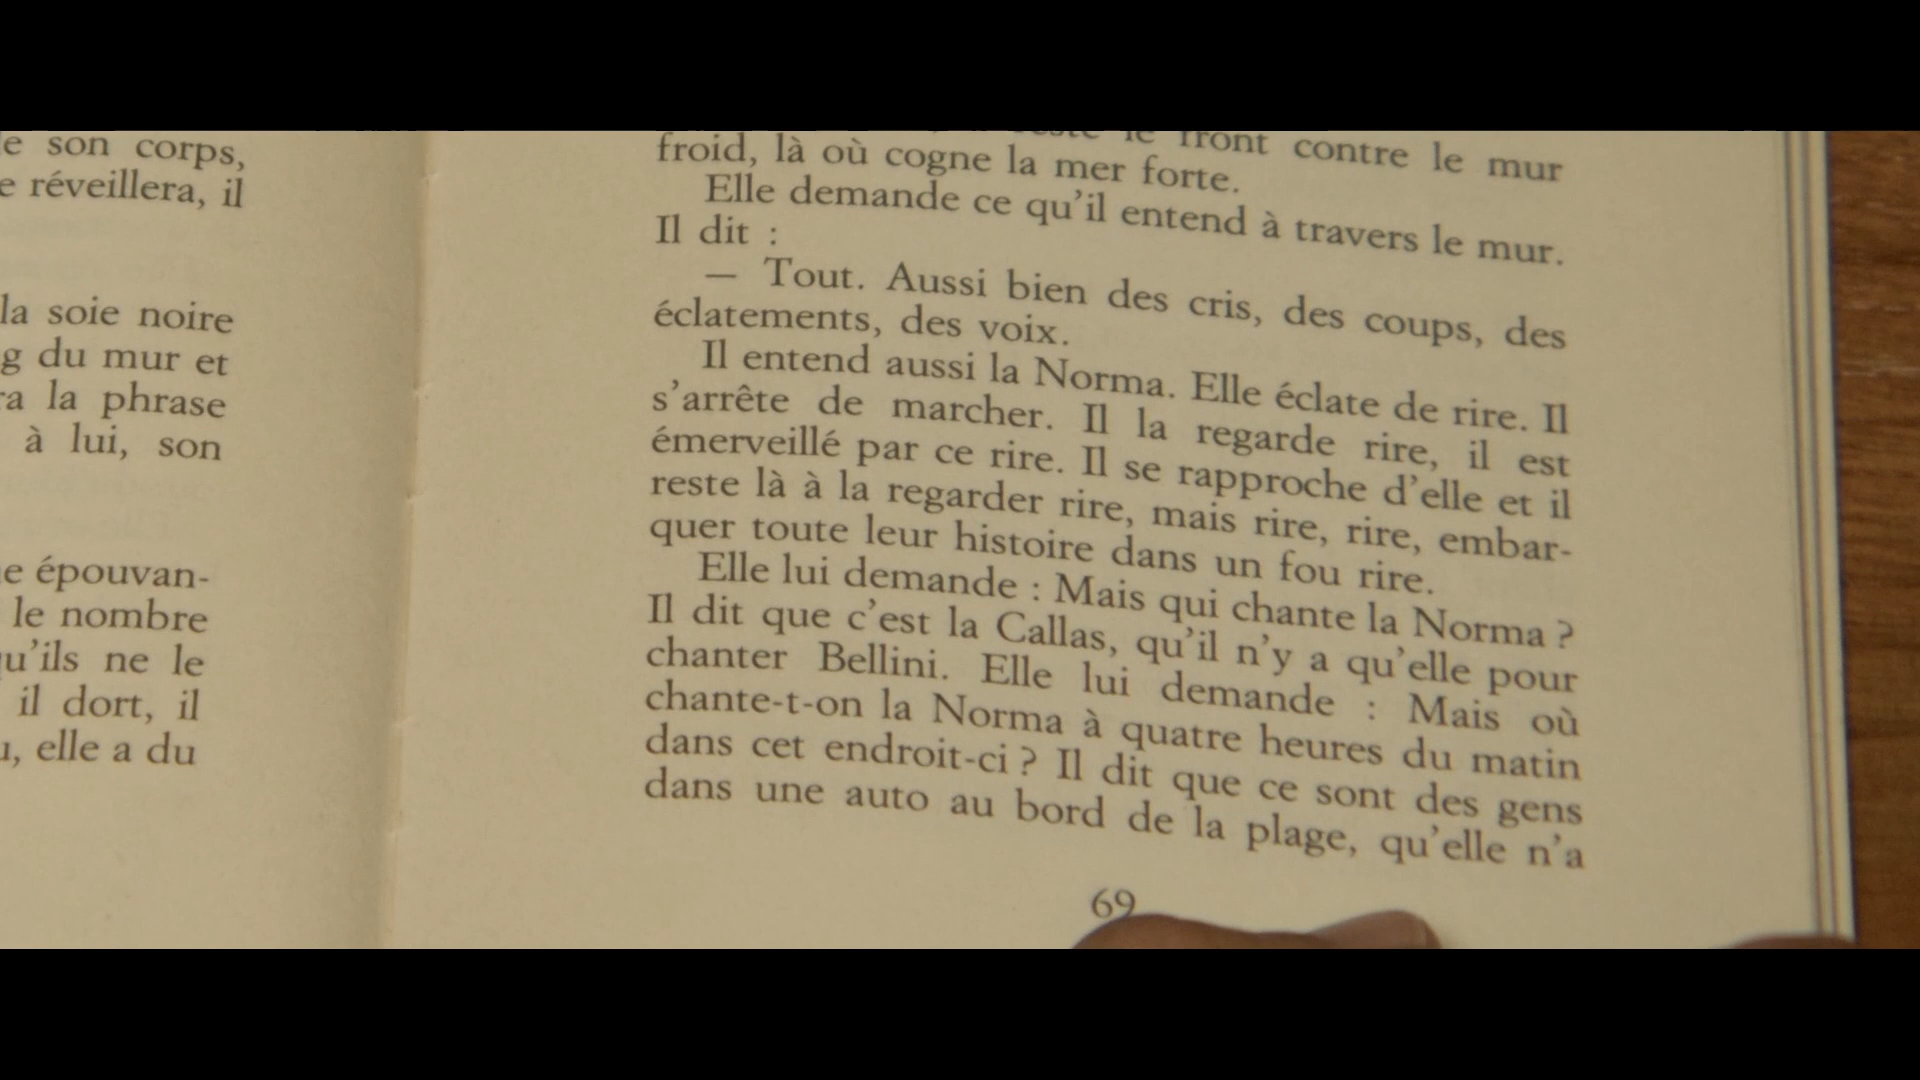 e son corps,
e réveillera, il
la soie noire
g du mur et
ra la phrase
à lui, son
e épouvan-
le nombre
u'ils ne le
il dort, il
u, elle a du
le front contre le mur
froid, là où cogne la mer forte.
Elle demande ce qu'il entend à travers le mur.
Il dit :
— Tout. Aussi bien des cris, des coups, des
éclatements, des voix.
Il entend aussi la Norma. Elle éclate de rire. Il
s'arrête de marcher. Il la regarde rire, il est
émerveillé par ce rire. Il se rapproche d'elle et il
reste là à la regarder rire, mais rire, rire, embar-
quer toute leur histoire dans un fou rire.
Elle lui demande : Mais qui chante la Norma ?
Il dit que c'est la Callas, qu'il n'y a qu'elle pour
chanter Bellini. Elle lui demande : Mais où
chante-t-on la Norma à quatre heures du matin
dans cet endroit-ci ? Il dit que ce sont des gens
dans une auto au bord de la plage, qu'elle n'a
69